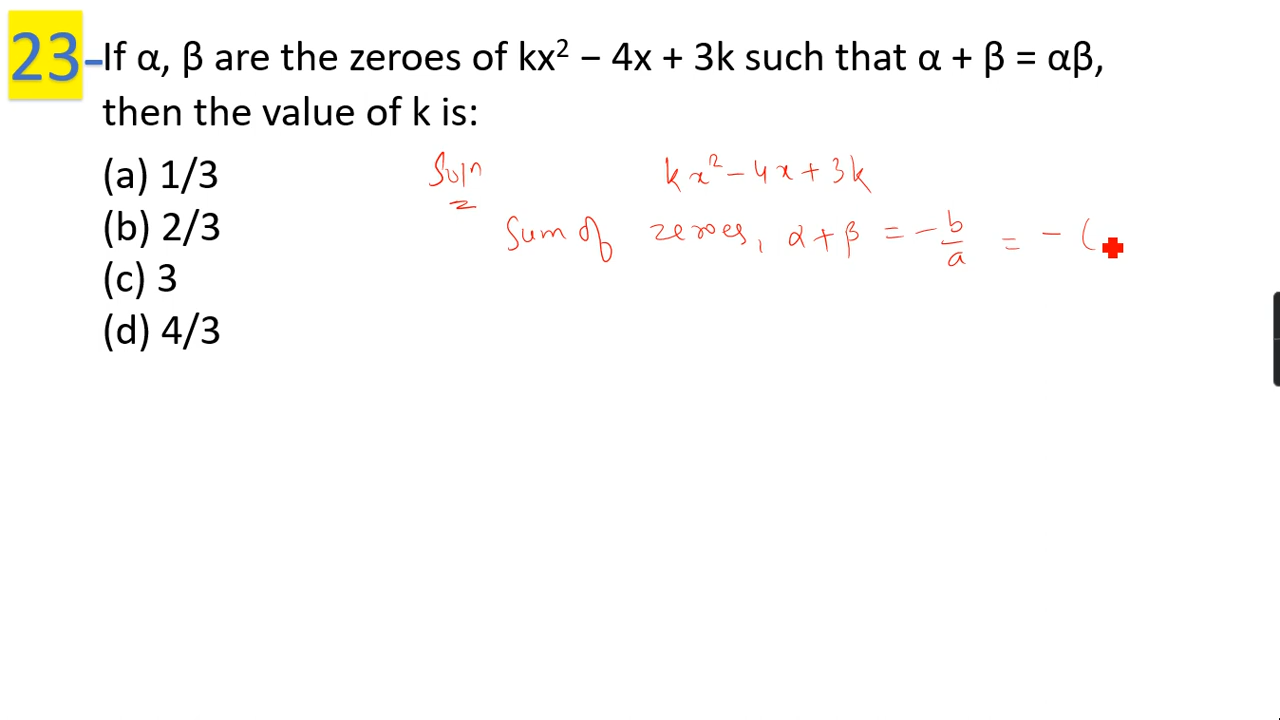 23-If α, β are the zeroes of kx² − 4x + 3k such that α + β = αβ,
then the value of k is:
(a) 1/3
(b) 2/3
(c) 3
(d) 4/3
Soln
kx² − 4x + 3k
Sum of zeroes, α + β = − b/a = − (